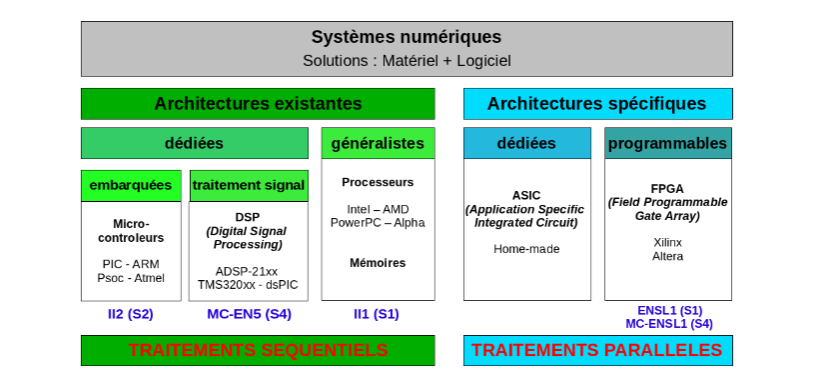 Systèmes numériques
Solutions : Matériel + Logiciel
Architectures existantes
dédiées
embarquées
Micro-
controleurs
PIC - ARM
Psoc - Atmel
II2 (S2)
traitement signal
DSP
(Digital Signal
Processing)
ADSP-21xx
TMS320xx - dsPIC
MC-EN5 (S4)
généralistes
Processeurs
Intel – AMD
PowerPC – Alpha
Mémoires
II1 (S1)
TRAITEMENTS SEQUENTIELS
Architectures spécifiques
dédiées
ASIC
(Application Specific
Integrated Circuit)
Home-made
programmables
FPGA
(Field Programmable
Gate Array)
Xilinx
Altera
ENSL1 (S1)
MC-ENSL1 (S4)
TRAITEMENTS PARALLELES